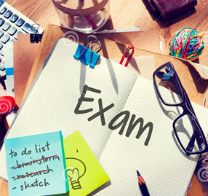 Exam
to do list
brainstorm
research
- sketch